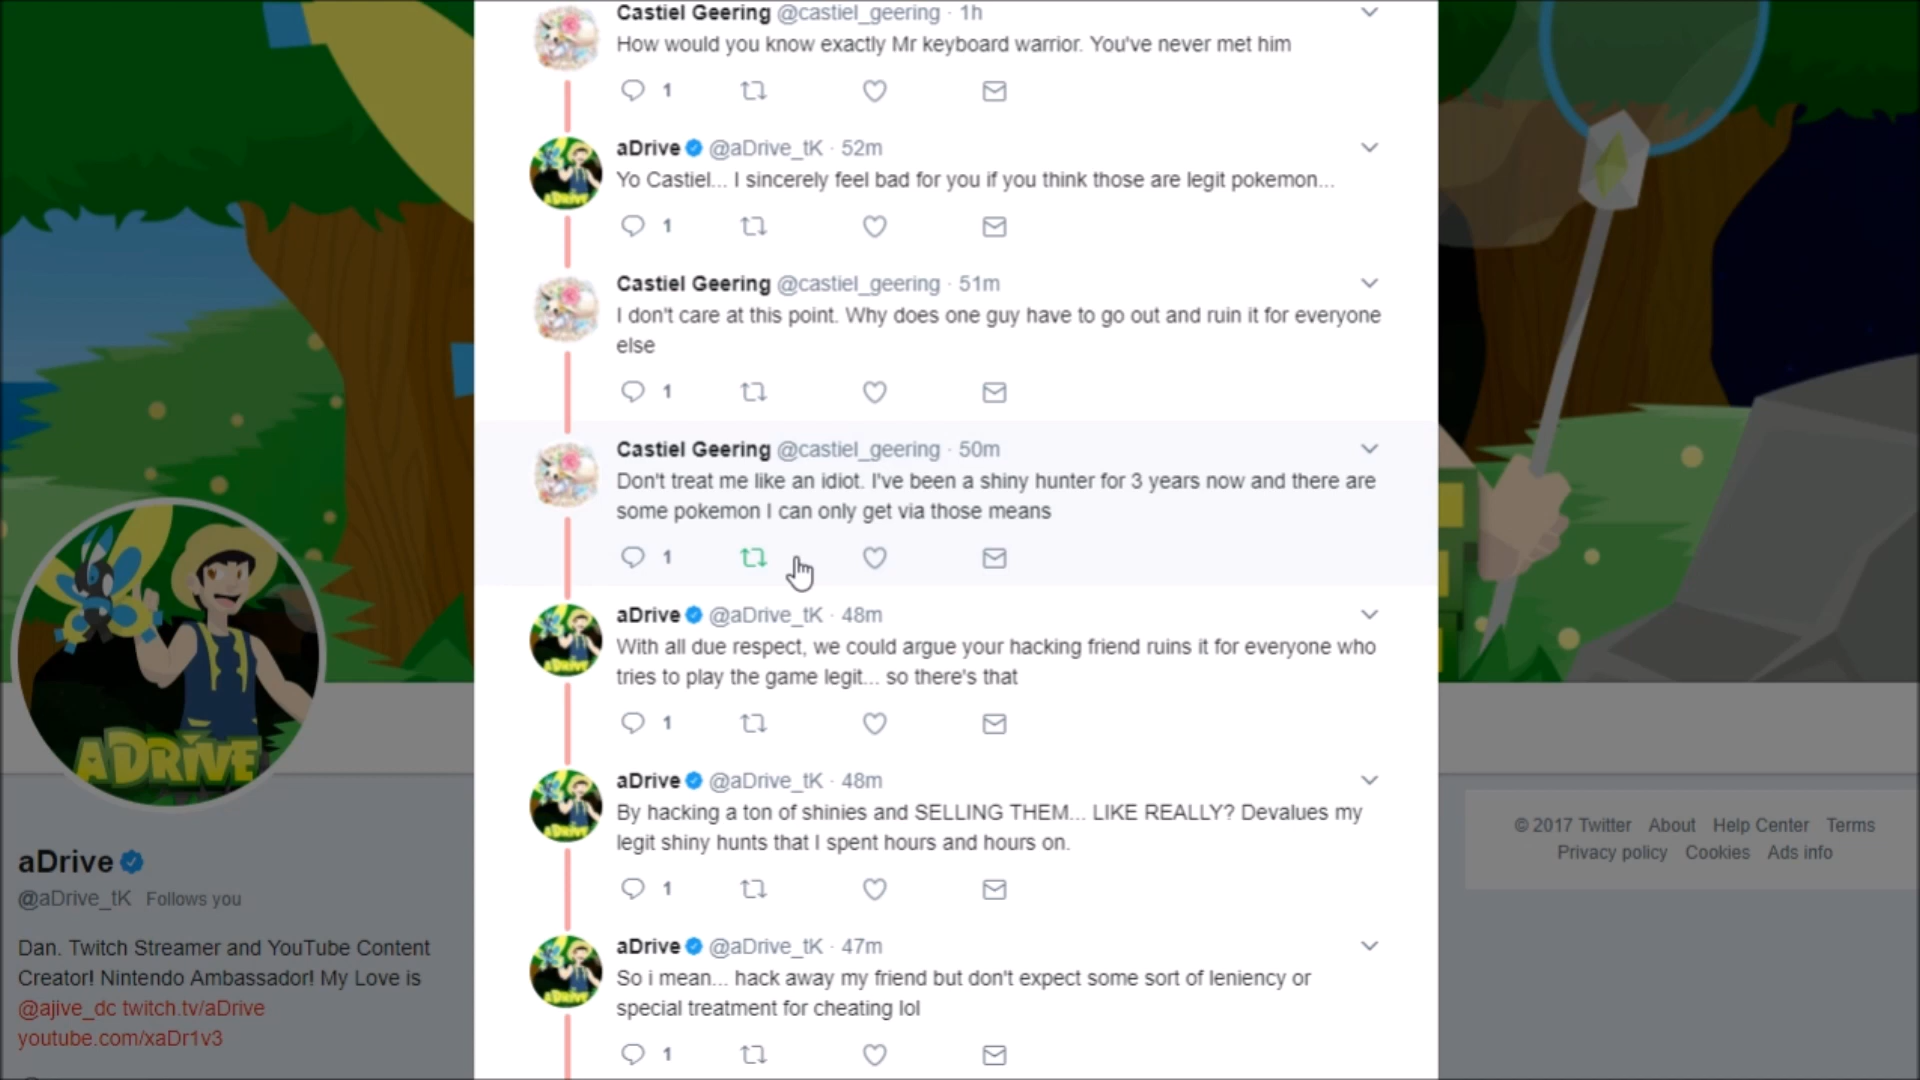 Castiel Geering @castiel_geering · 1h
How would you know exactly Mr keyboard warrior. You've never met him
1
aDrive @aDrive_tK · 52m
Yo Castiel... I sincerely feel bad for you if you think those are legit pokemon...
1
Castiel Geering @castiel_geering · 51m
I don't care at this point. Why does one guy have to go out and ruin it for everyone
else
1
Castiel Geering @castiel_geering · 50m
Don't treat me like an idiot. I've been a shiny hunter for 3 years now and there are
some pokemon I can only get via those means
1
aDrive @aDrive_tK · 48m
With all due respect, we could argue your hacking friend ruins it for everyone who
tries to play the game legit... so there's that
1
aDrive @aDrive_tK · 48m
By hacking a ton of shinies and SELLING THEM... LIKE REALLY? Devalues my
legit shiny hunts that I spent hours and hours on.
1
aDrive @aDrive_tK · 47m
So i mean... hack away my friend but don't expect some sort of leniency or
special treatment for cheating lol
1
ADRIVE
aDrive
@aDrive_tK Follows you
Dan. Twitch Streamer and YouTube Content
Creator! Nintendo Ambassador! My Love is
@ajive_dc twitch.tv/aDrive
youtube.com/xaDr1v3
© 2017 Twitter About Help Center Terms
Privacy policy Cookies Ads info